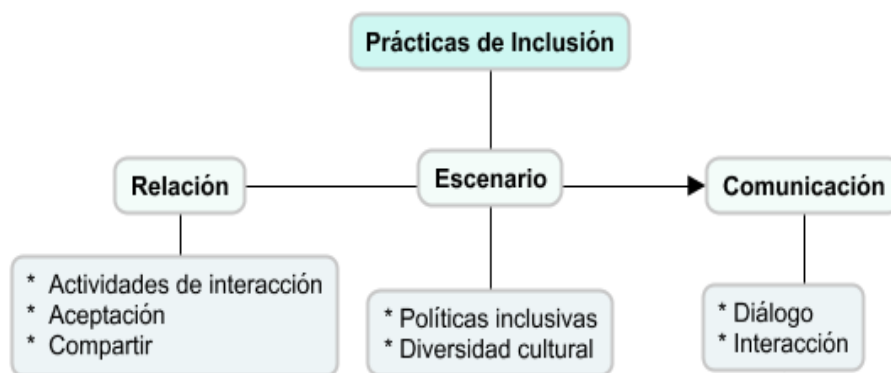 Prácticas de Inclusión
Relación
Escenario
Comunicación
* Actividades de interacción
* Aceptación
* Compartir
* Políticas inclusivas
* Diversidad cultural
* Diálogo
* Interacción